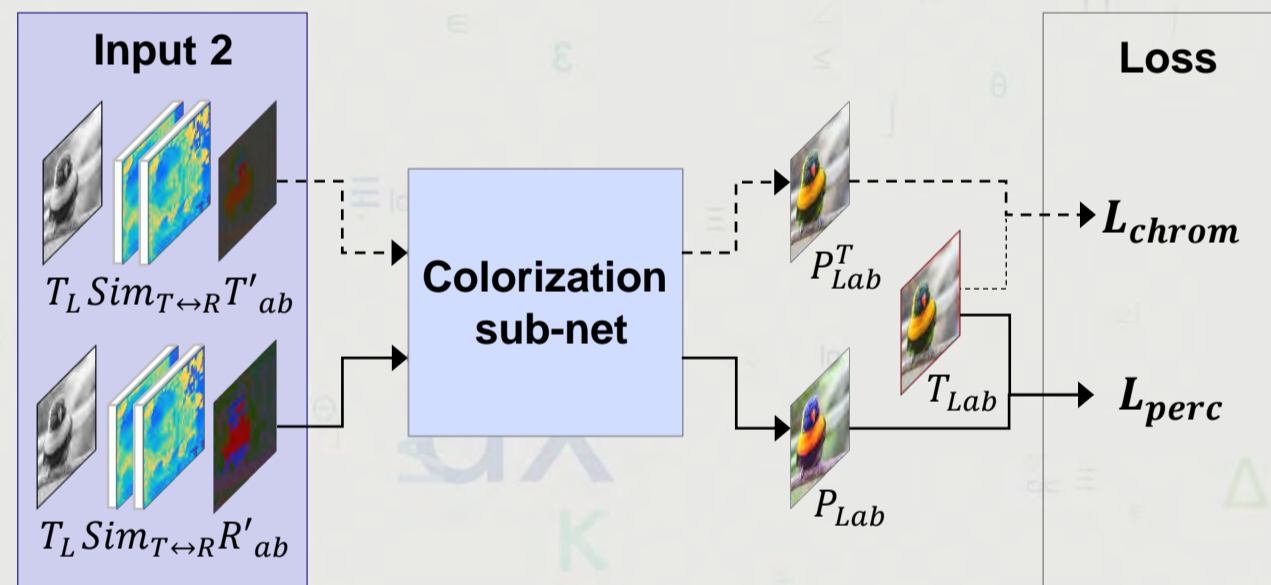 Input 2
Loss
T_L Sim_{T↔R} T'_{ab}
Colorization
sub-net
P^T_{Lab}
L_{chrom}
T_{Lab}
L_{perc}
T_L Sim_{T↔R} R'_{ab}
P_{Lab}